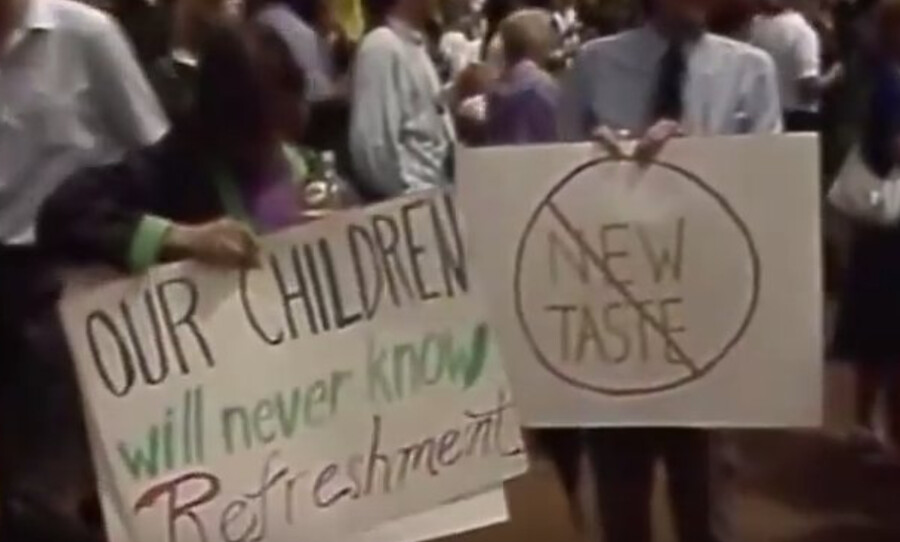 OUR CHILDREN
will never know
Refreshment
NEW
TASTE